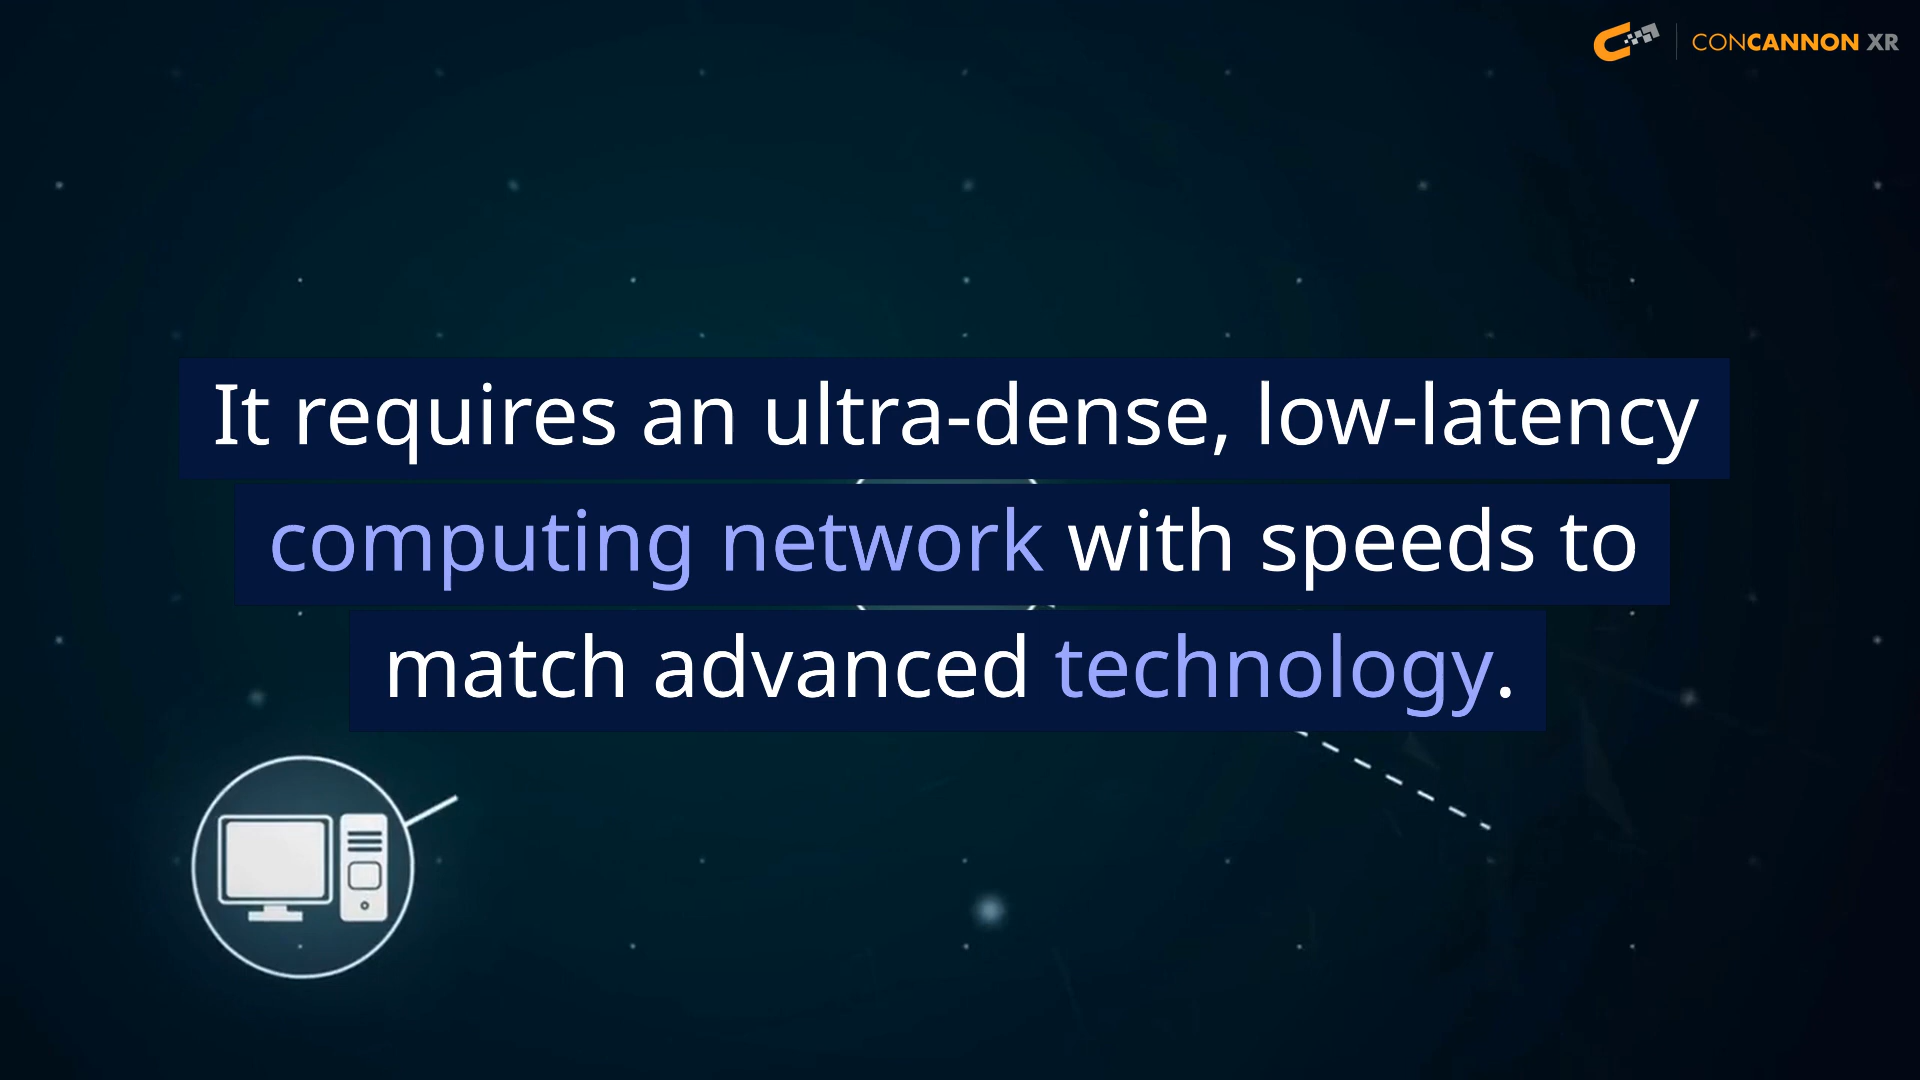 CONCANNON XR
It requires an ultra-dense, low-latency
computing network with speeds to
match advanced technology.